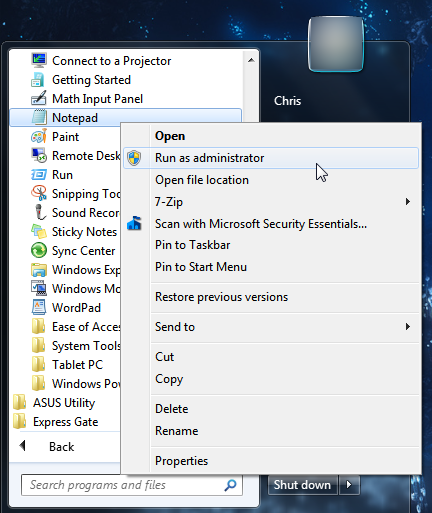 Connect to a Projector
Getting Started
Math Input Panel
Notepad
Paint
Remote Desk
Run
Snipping Too
Sound Recor
Sticky Notes
Sync Center
Windows Exp
Windows Mo
WordPad
Ease of Acces
System Tools
Tablet PC
Windows Pow
ASUS Utility
Express Gate
Back
Search programs and files
Chris
Open
Run as administrator
Open file location
7-Zip
Scan with Microsoft Security Essentials...
Pin to Taskbar
Pin to Start Menu
Restore previous versions
Send to
Cut
Copy
Delete
Rename
Properties
Shut down